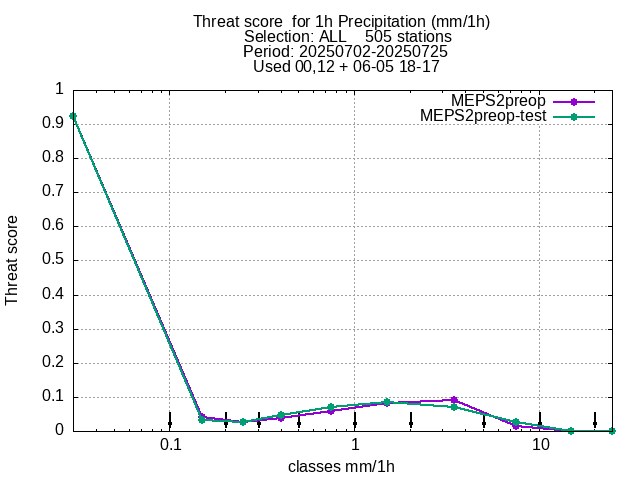 Threat score  for 1h Precipitation (mm/1h)
Selection: ALL    505 stations
Period: 20250702-20250725
Used 00,12 + 06-05 18-17
MEPS2preop
MEPS2preop-test
1
0.9
0.8
0.7
0.6
0.5
0.4
0.3
0.2
0.1
0
Threat score
0.1
1
10
classes mm/1h